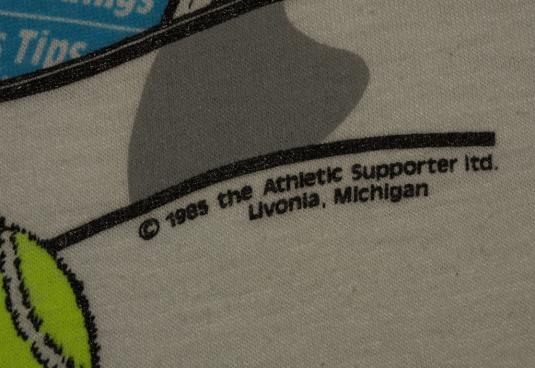 s Tips
© 1985 the Athletic Supporter ltd.
Livonia, Michigan